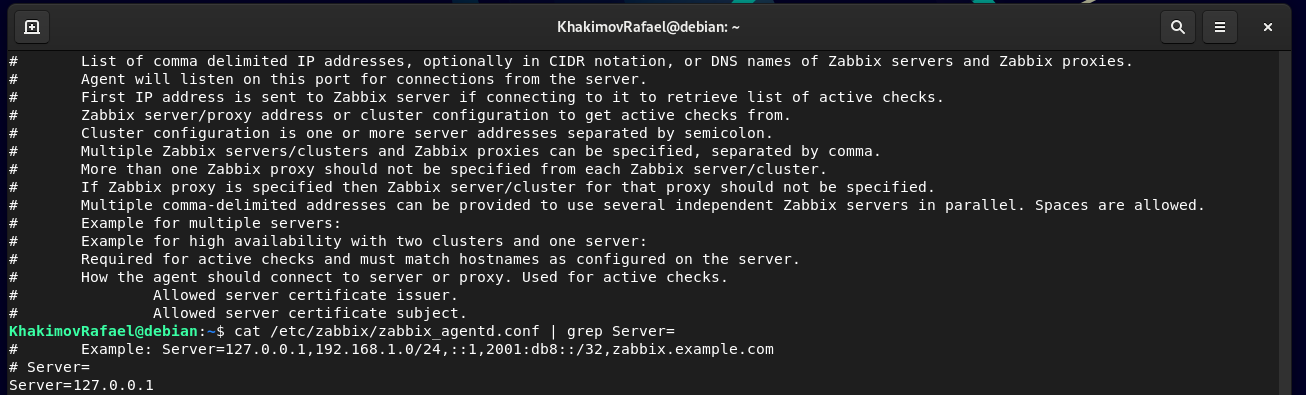 KhakimovRafael@debian: ~
# List of comma delimited IP addresses, optionally in CIDR notation, or DNS names of Zabbix servers and Zabbix proxies.
# Agent will listen on this port for connections from the server.
# First IP address is sent to Zabbix server if connecting to it to retrieve list of active checks.
# Zabbix server/proxy address or cluster configuration to get active checks from.
# Cluster configuration is one or more server addresses separated by semicolon.
# Multiple Zabbix servers/clusters and Zabbix proxies can be specified, separated by comma.
# More than one Zabbix proxy should not be specified from each Zabbix server/cluster.
# If Zabbix proxy is specified then Zabbix server/cluster for that proxy should not be specified.
# Multiple comma-delimited addresses can be provided to use several independent Zabbix servers in parallel. Spaces are allowed.
# Example for multiple servers:
# Example for high availability with two clusters and one server:
# Required for active checks and must match hostnames as configured on the server.
# How the agent should connect to server or proxy. Used for active checks.
# Allowed server certificate issuer.
# Allowed server certificate subject.
KhakimovRafael@debian:~$ cat /etc/zabbix/zabbix_agentd.conf | grep Server=
# Example: Server=127.0.0.1,192.168.1.0/24,::1,2001:db8::/32,zabbix.example.com
# Server=
Server=127.0.0.1